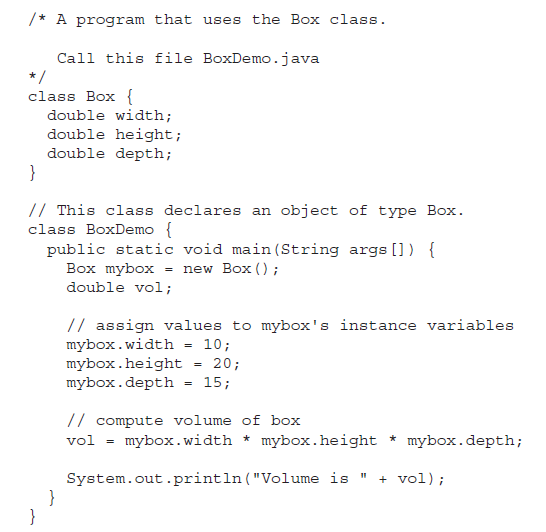 /* A program that uses the Box class.
Call this file BoxDemo.java
*/
class Box {
double width;
double height;
double depth;
}
// This class declares an object of type Box.
class BoxDemo {
public static void main(String args[]) {
Box mybox = new Box();
double vol;
// assign values to mybox's instance variables
mybox.width = 10;
mybox.height = 20;
mybox.depth = 15;
// compute volume of box
vol = mybox.width * mybox.height * mybox.depth;
System.out.println("Volume is " + vol);
}
}